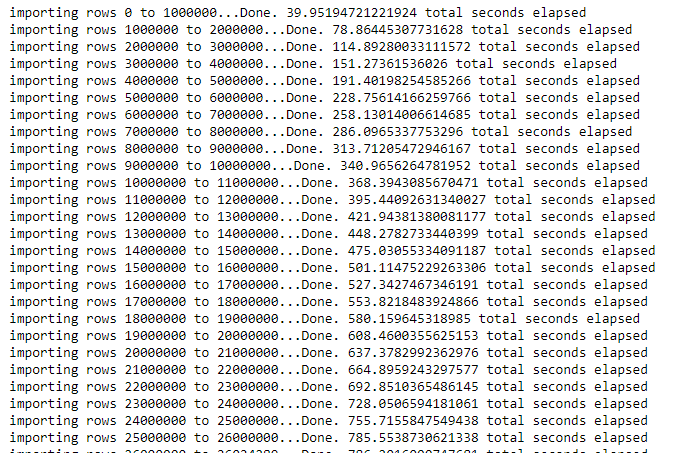 importing rows 0 to 1000000...Done. 39.95194721221924 total seconds elapsed
importing rows 1000000 to 2000000...Done. 78.86445307731628 total seconds elapsed
importing rows 2000000 to 3000000...Done. 114.89280033111572 total seconds elapsed
importing rows 3000000 to 4000000...Done. 151.27361536026 total seconds elapsed
importing rows 4000000 to 5000000...Done. 191.40198254585266 total seconds elapsed
importing rows 5000000 to 6000000...Done. 228.75614166259766 total seconds elapsed
importing rows 6000000 to 7000000...Done. 258.13014006614685 total seconds elapsed
importing rows 7000000 to 8000000...Done. 286.0965337753296 total seconds elapsed
importing rows 8000000 to 9000000...Done. 313.71205472946167 total seconds elapsed
importing rows 9000000 to 10000000...Done. 340.9656264781952 total seconds elapsed
importing rows 10000000 to 11000000...Done. 368.3943085670471 total seconds elapsed
importing rows 11000000 to 12000000...Done. 395.44092631340027 total seconds elapsed
importing rows 12000000 to 13000000...Done. 421.94381380081177 total seconds elapsed
importing rows 13000000 to 14000000...Done. 448.2782733440399 total seconds elapsed
importing rows 14000000 to 15000000...Done. 475.03055334091187 total seconds elapsed
importing rows 15000000 to 16000000...Done. 501.11475229263306 total seconds elapsed
importing rows 16000000 to 17000000...Done. 527.3427467346191 total seconds elapsed
importing rows 17000000 to 18000000...Done. 553.8218483924866 total seconds elapsed
importing rows 18000000 to 19000000...Done. 580.159645318985 total seconds elapsed
importing rows 19000000 to 20000000...Done. 608.4600355625153 total seconds elapsed
importing rows 20000000 to 21000000...Done. 637.3782992362976 total seconds elapsed
importing rows 21000000 to 22000000...Done. 664.8959243297577 total seconds elapsed
importing rows 22000000 to 23000000...Done. 692.8510365486145 total seconds elapsed
importing rows 23000000 to 24000000...Done. 728.0506594181061 total seconds elapsed
importing rows 24000000 to 25000000...Done. 755.7155847549438 total seconds elapsed
importing rows 25000000 to 26000000...Done. 785.5538730621338 total seconds elapsed
importing rows to total seconds elapsed